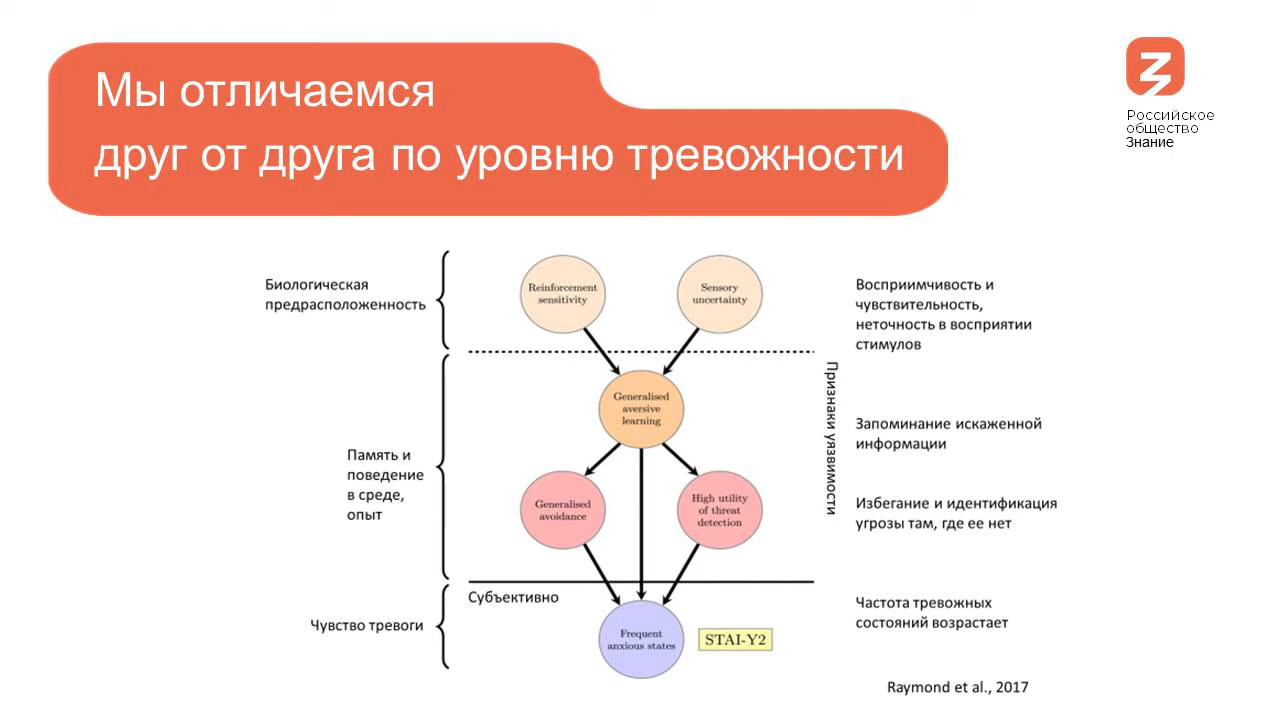 Мы отличаемся
друг от друга по уровню тревожности
Российское
общество
Знание
Биологическая
предрасположенность
Reinforcement
sensitivity
Sensory
uncertainty
Восприимчивость и
чувствительность,
неточность в восприятии
стимулов
Признаки уязвимости
Generalised
aversive
learning
Запоминание искаженной
информации
Память и
поведение
в среде,
опыт
Generalised
avoidance
High utility
of threat
detection
Избегание и идентификация
угрозы там, где ее нет
Субъективно
Чувство тревоги
Frequent
anxious states
STAI-Y2
Частота тревожных
состояний возрастает
Raymond et al., 2017